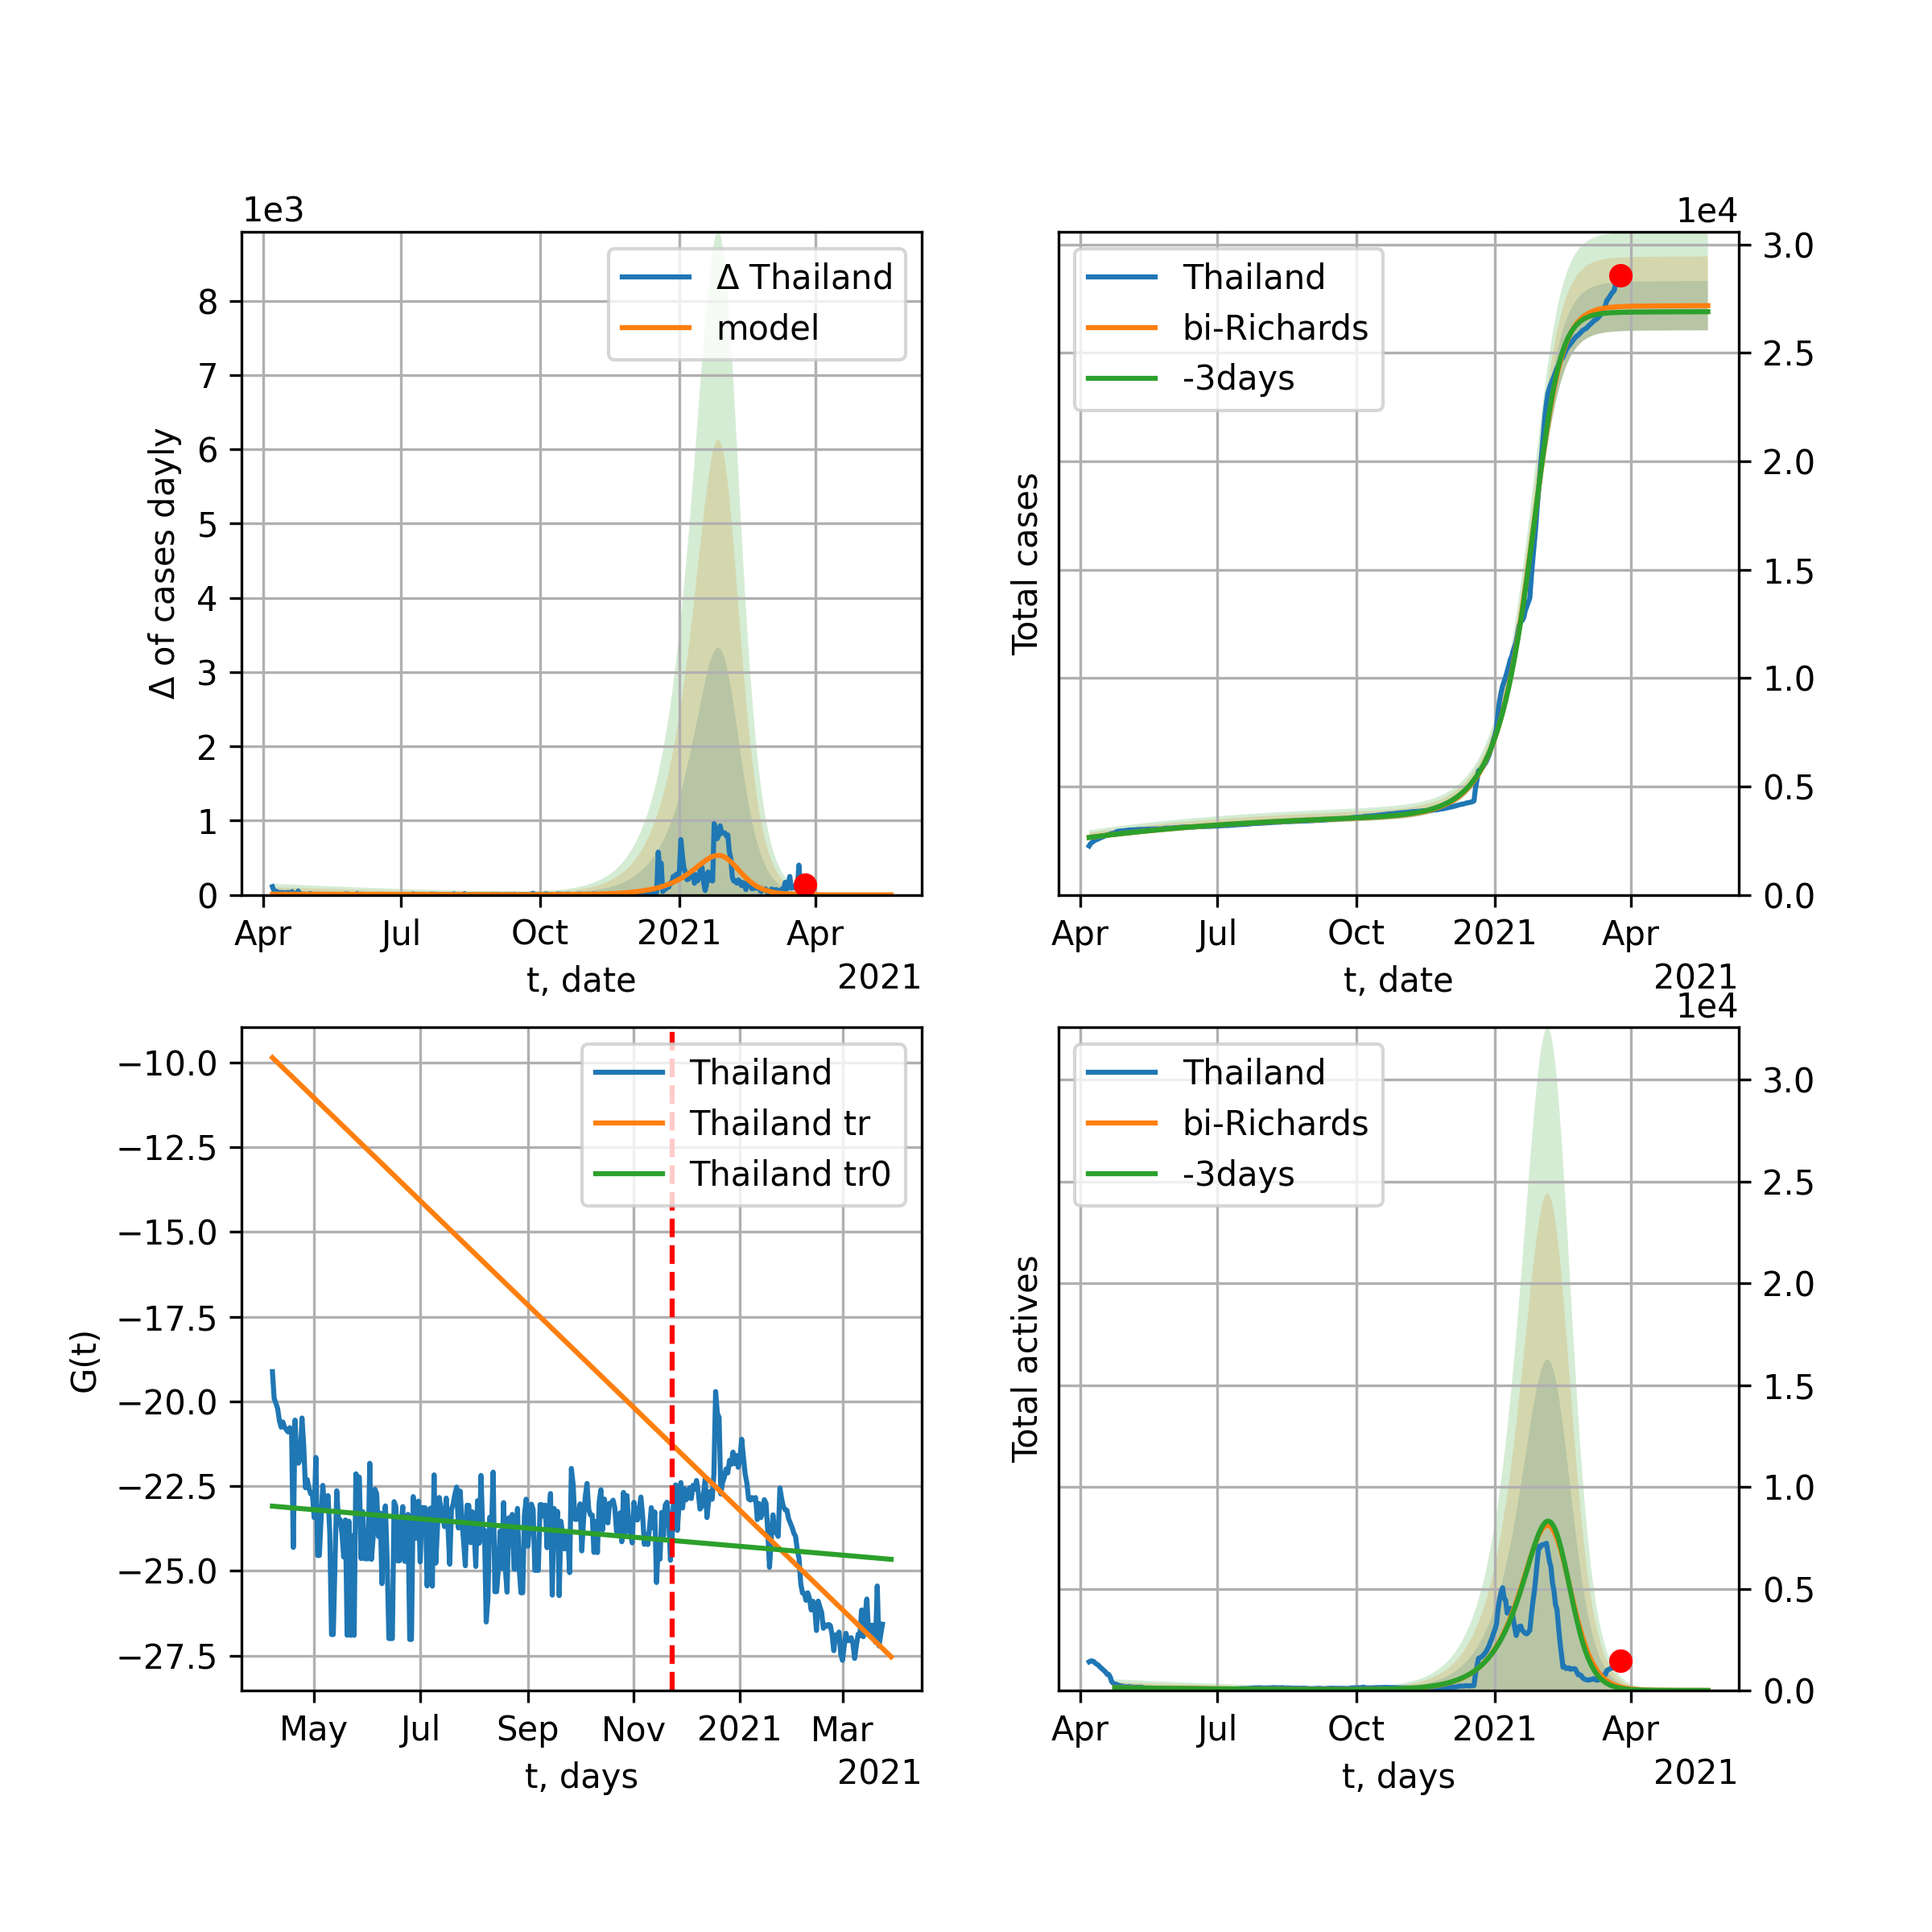 1e3
Δ of cases dayly
8
7
6
5
4
3
2
1
0
Δ Thailand
model
Apr Jul Oct 2021 Apr
t, date
2021
1e4
Total cases
Thailand
bi-Richards
-3days
3.0
2.5
2.0
1.5
1.0
0.5
0.0
Apr Jul Oct 2021 Apr
t, date
2021
G(t)
−10.0
−12.5
−15.0
−17.5
−20.0
−22.5
−25.0
−27.5
Thailand
Thailand tr
Thailand tr0
May Jul Sep Nov 2021 Mar
t, days
2021
1e4
Total actives
Thailand
bi-Richards
-3days
3.0
2.5
2.0
1.5
1.0
0.5
0.0
Apr Jul Oct 2021 Apr
t, days
2021